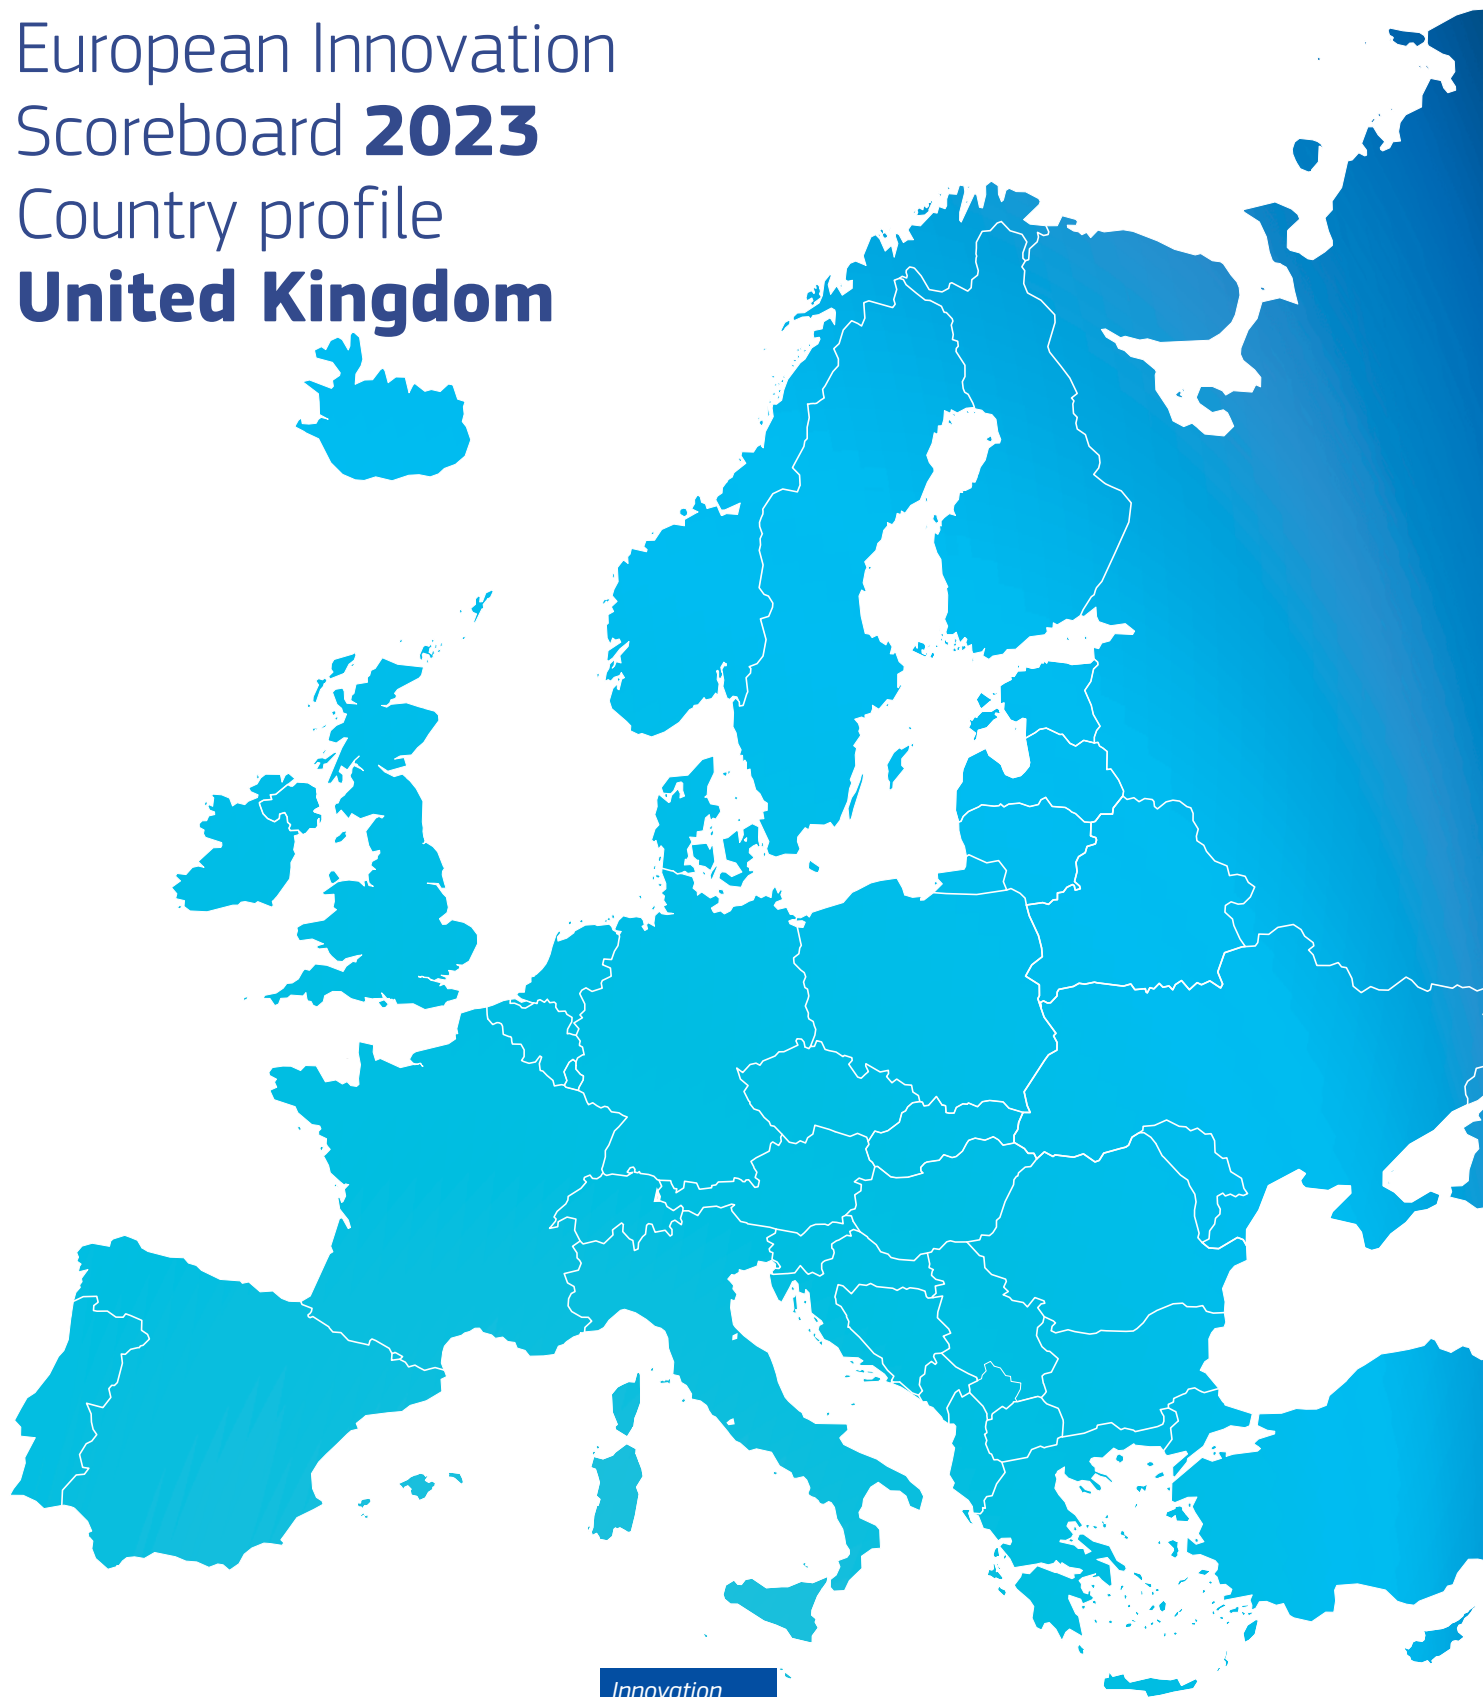 European Innovation
Scoreboard 2023
Country profile
United Kingdom
Innovation